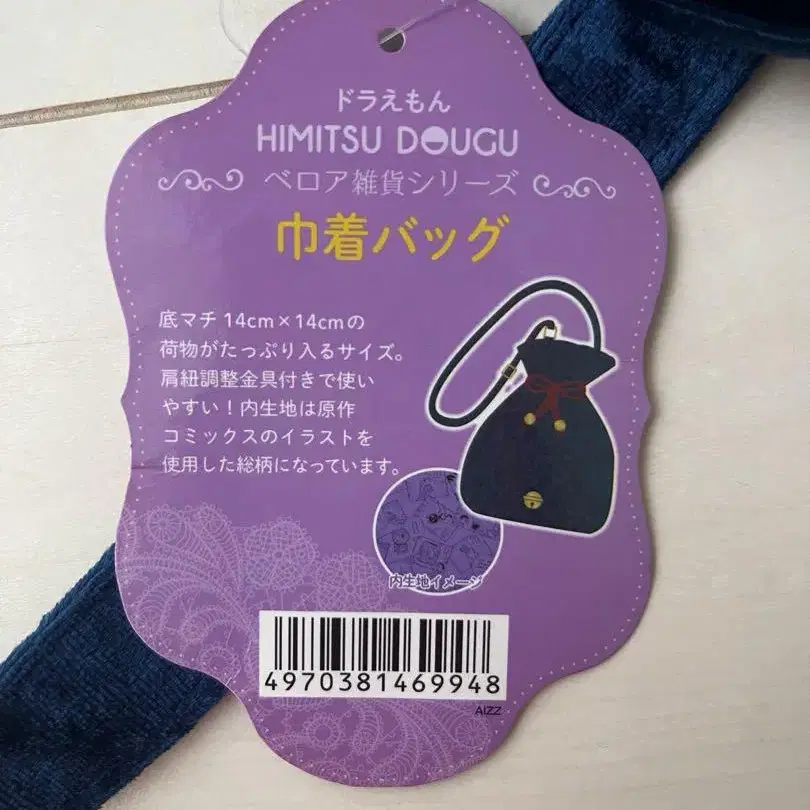 ドラえもん
HIMITSU DOUGU
ベロア雑貨シリーズ
巾着バッグ
底マチ14cm×14cmの
荷物がたっぷり入るサイズ。
肩紐調整金具付きで使い
やすい！内生地は原作
コミックスのイラストを
使用した総柄になっています。
内生地イメージ
4970381469948
AIZZ